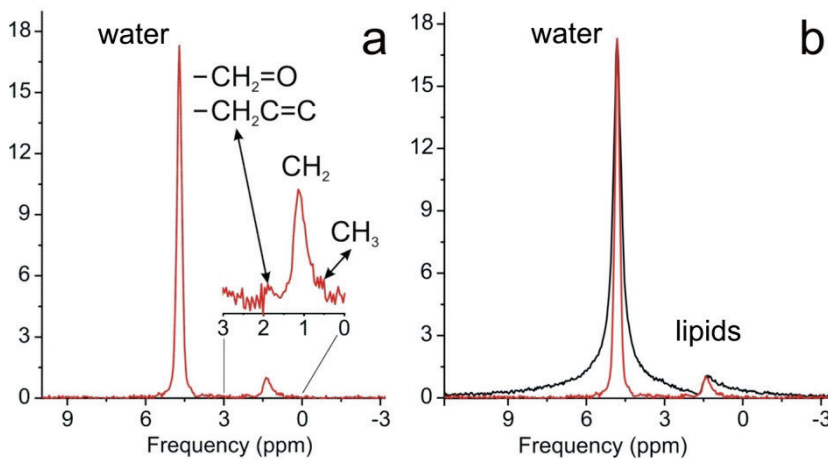 18
15
12
9
6
3
0
9
6
3
0
-3
Frequency (ppm)
water
a
–CH₂=O
–CH₂C=C
CH₂
CH₃
3
2
1
0
18
15
12
9
6
3
0
9
6
3
0
-3
Frequency (ppm)
water
b
lipids